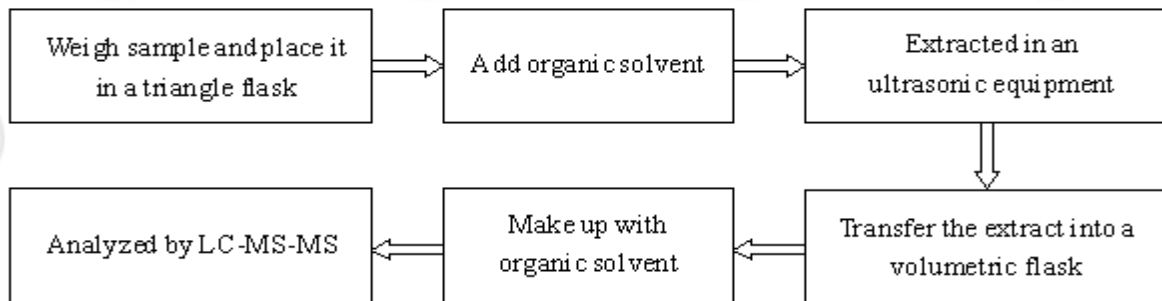 Weigh sample and place it
in a triangle flask
Add organic solvent
Extracted in an
ultrasonic equipment
Transfer the extract into a
volumetric flask
Make up with
organic solvent
Analyzed by LC-MS-MS